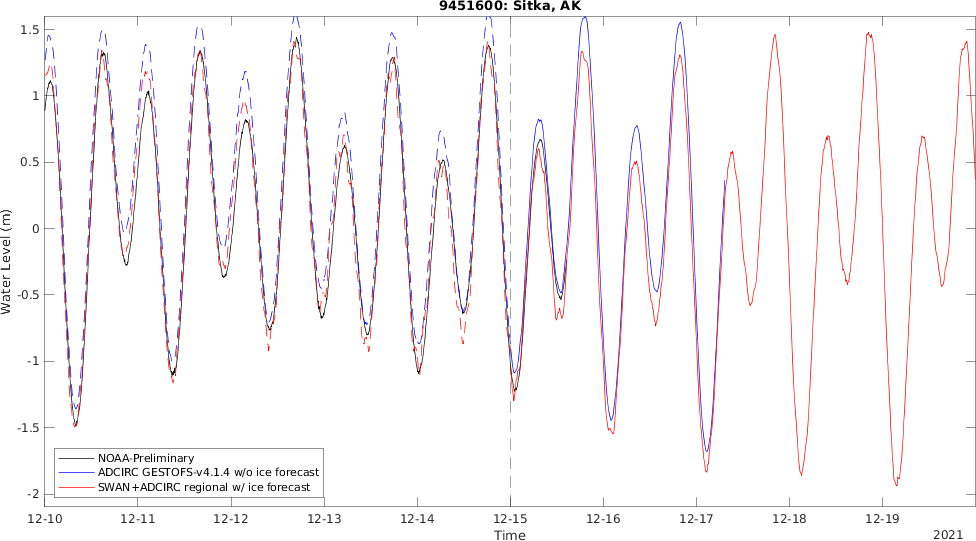 9451600: Sitka, AK
Water Level (m)
1.5
1
0.5
0
-0.5
-1
-1.5
-2
NOAA-Preliminary
ADCIRC GESTOFS-v4.1.4 w/o ice forecast
SWAN+ADCIRC regional w/ ice forecast
12-10 12-11 12-12 12-13 12-14 12-15 12-16 12-17 12-18 12-19
Time
2021